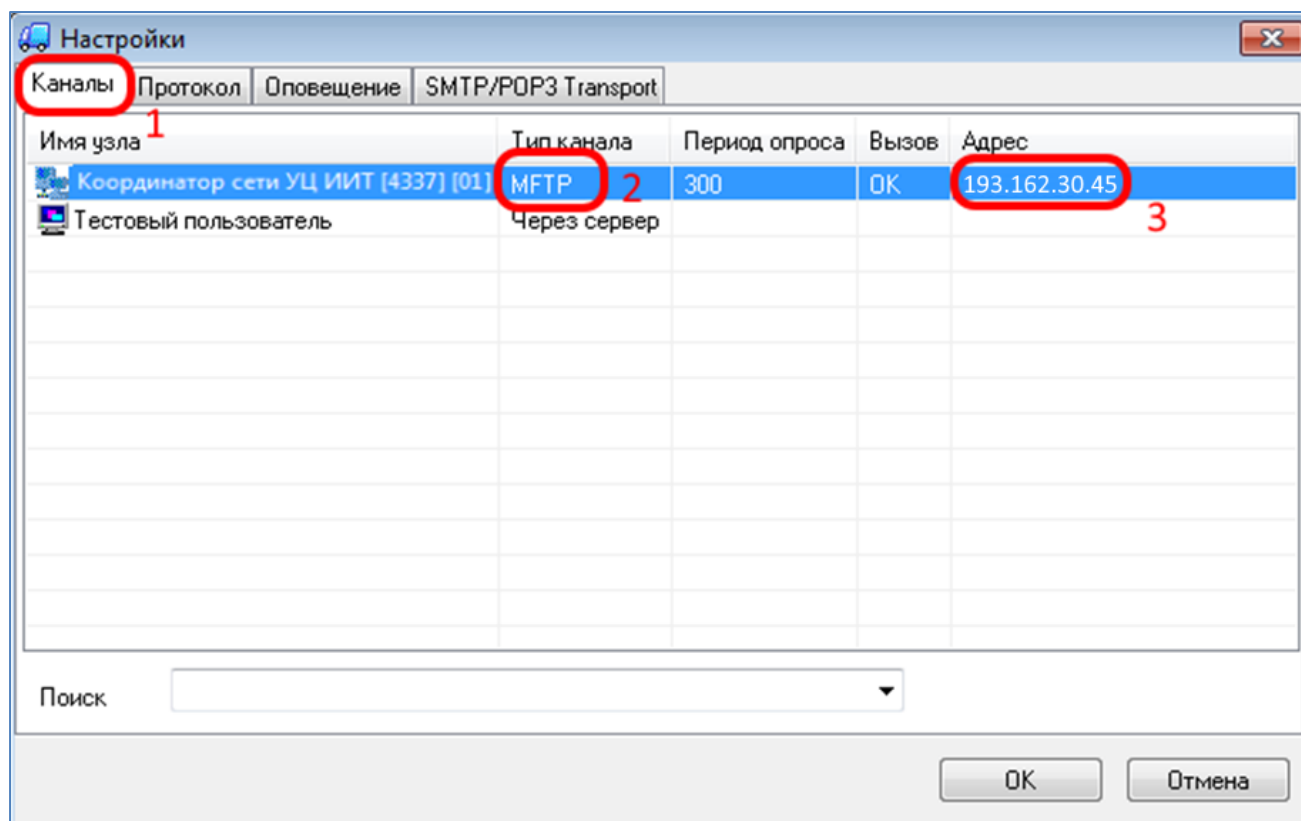 Настройки
Каналы Протокол Оповещение SMTP/POP3 Transport
1
Имя узла Тип канала Период опроса Вызов Адрес
Координатор сети УЦ ИИТ [4337] [01] MFTP 2 300 OK 193.162.30.45
Тестовый пользователь Через сервер 3
Поиск
OK Отмена